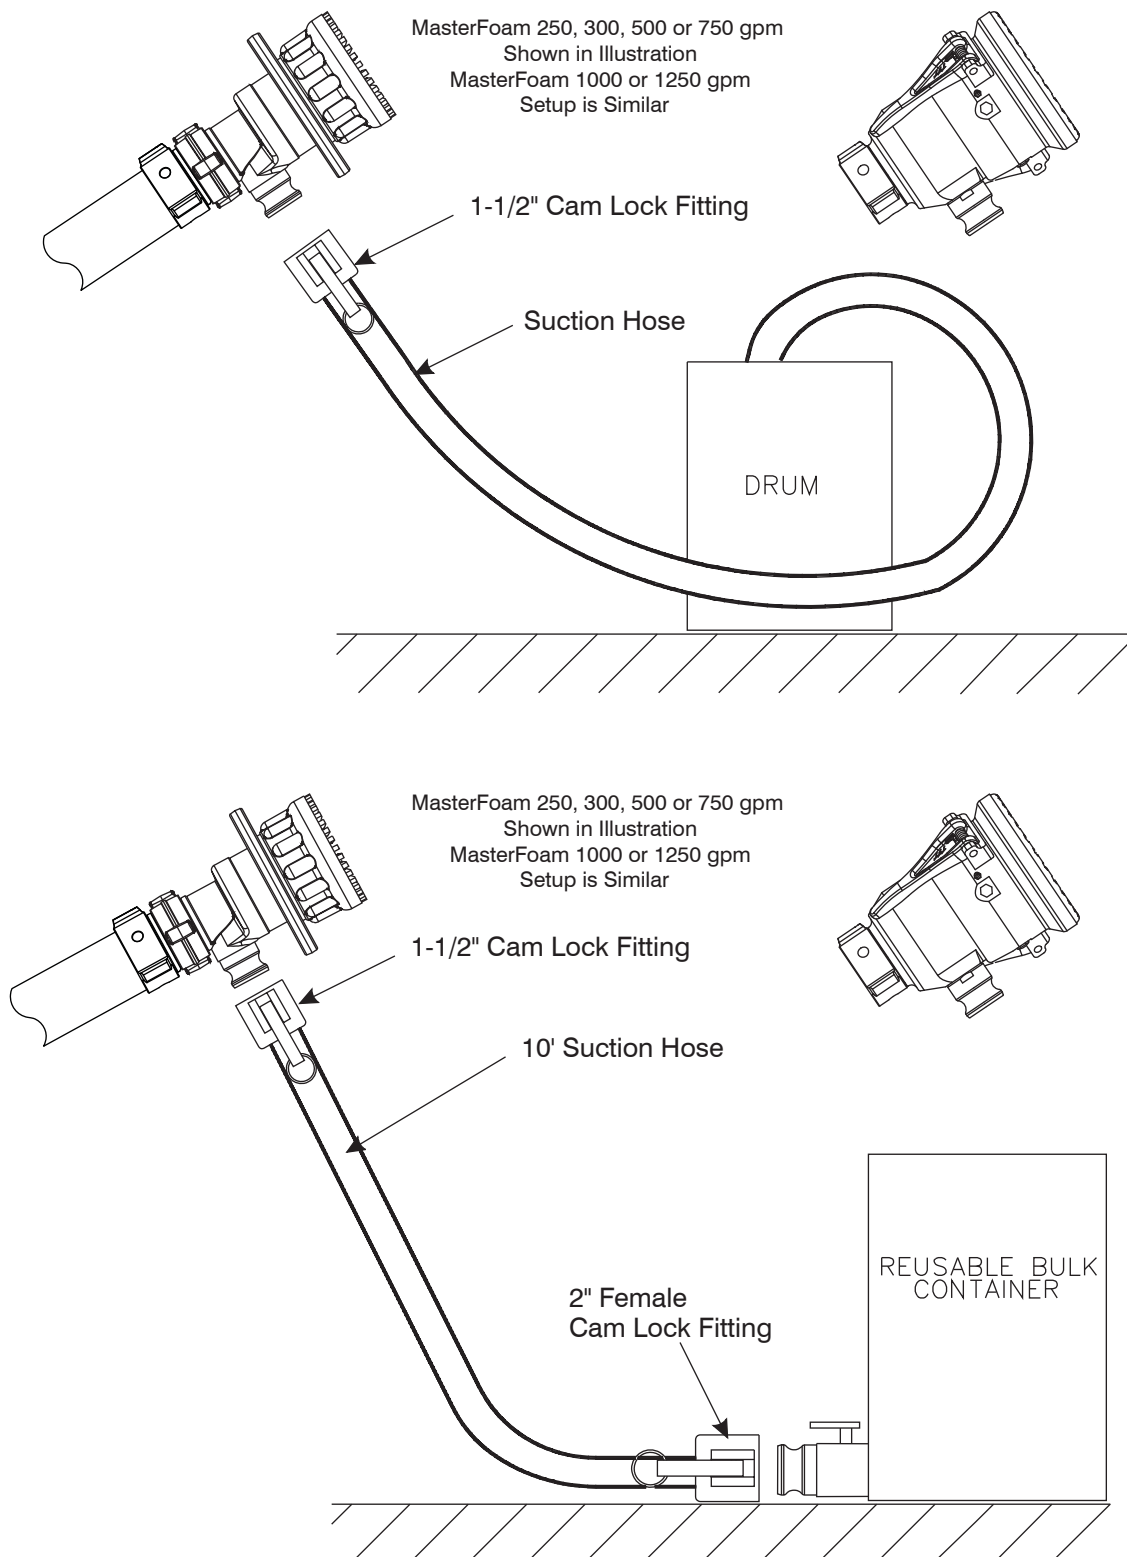 MasterFoam 250, 300, 500 or 750 gpm
Shown in Illustration
MasterFoam 1000 or 1250 gpm
Setup is Similar
1-1/2" Cam Lock Fitting
Suction Hose
DRUM
MasterFoam 250, 300, 500 or 750 gpm
Shown in Illustration
MasterFoam 1000 or 1250 gpm
Setup is Similar
1-1/2" Cam Lock Fitting
10' Suction Hose
REUSABLE BULK
CONTAINER
2" Female
Cam Lock Fitting